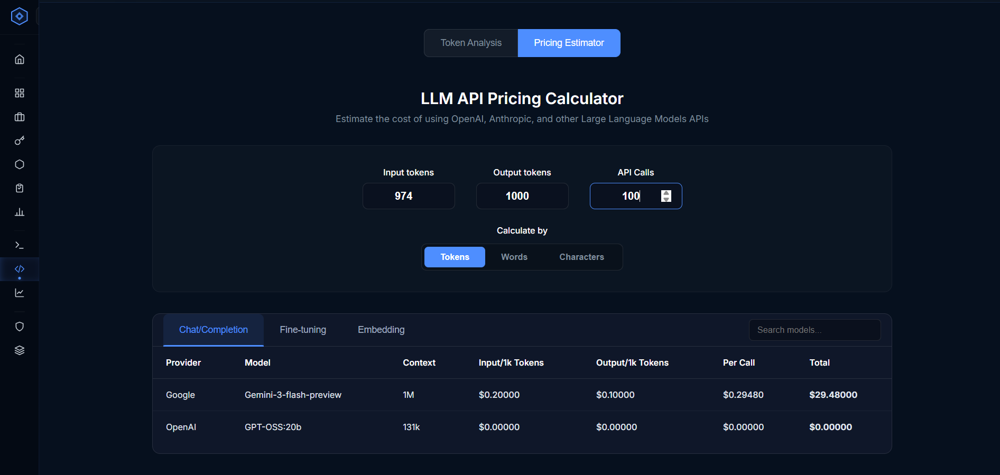 Token Analysis Pricing Estimator
LLM API Pricing Calculator
Estimate the cost of using OpenAI, Anthropic, and other Large Language Models APIs
Input tokens Output tokens API Calls
974 1000 100
Calculate by
Tokens Words Characters
Chat/Completion Fine-tuning Embedding Search models...
Provider Model Context Input/1k Tokens Output/1k Tokens Per Call Total
Google Gemini-3-flash-preview 1M $0.20000 $0.10000 $0.29480 $29.48000
OpenAI GPT-OSS:20b 131k $0.00000 $0.00000 $0.00000 $0.00000